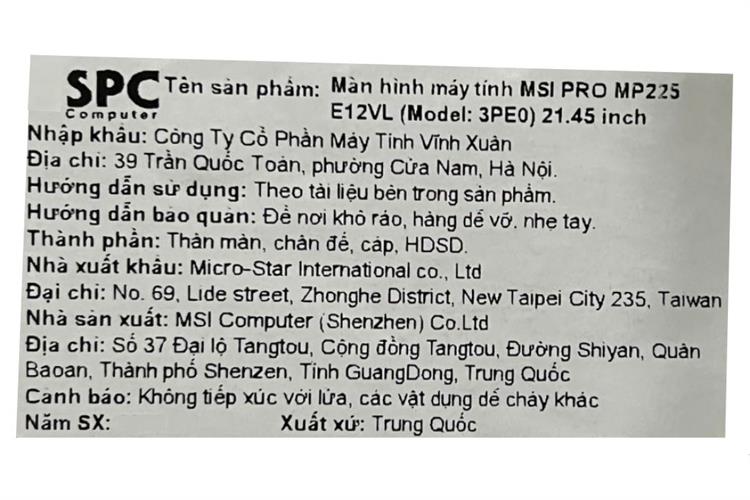 SPC
Computer
Tên sản phẩm: Màn hình máy tính MSI PRO MP225
E12VL (Model: 3PE0) 21.45 inch
Nhập khẩu: Công Ty Cổ Phần Máy Tính Vĩnh Xuân
Địa chỉ: 39 Trần Quốc Toản, phường Cửa Nam, Hà Nội.
Hướng dẫn sử dụng: Theo tài liệu bên trong sản phẩm.
Hướng dẫn bảo quản: Để nơi khô ráo, hàng dễ vỡ. nhẹ tay.
Thành phần: Thân màn, chân đế, cáp, HDSD.
Nhà xuất khẩu: Micro-Star International co., Ltd
Đại chỉ: No. 69, Lide street, Zhonghe District, New Taipei City 235, Taiwan
Nhà sản xuất: MSI Computer (Shenzhen) Co.Ltd
Địa chỉ: Số 37 Đại lộ Tangtou, Cộng đồng Tangtou, Đường Shiyan, Quận
Baoan, Thành phố Shenzen, Tỉnh GuangDong, Trung Quốc
Cảnh báo: Không tiếp xúc với lửa, các vật dụng dễ cháy khác
Năm SX: Xuất xứ: Trung Quốc